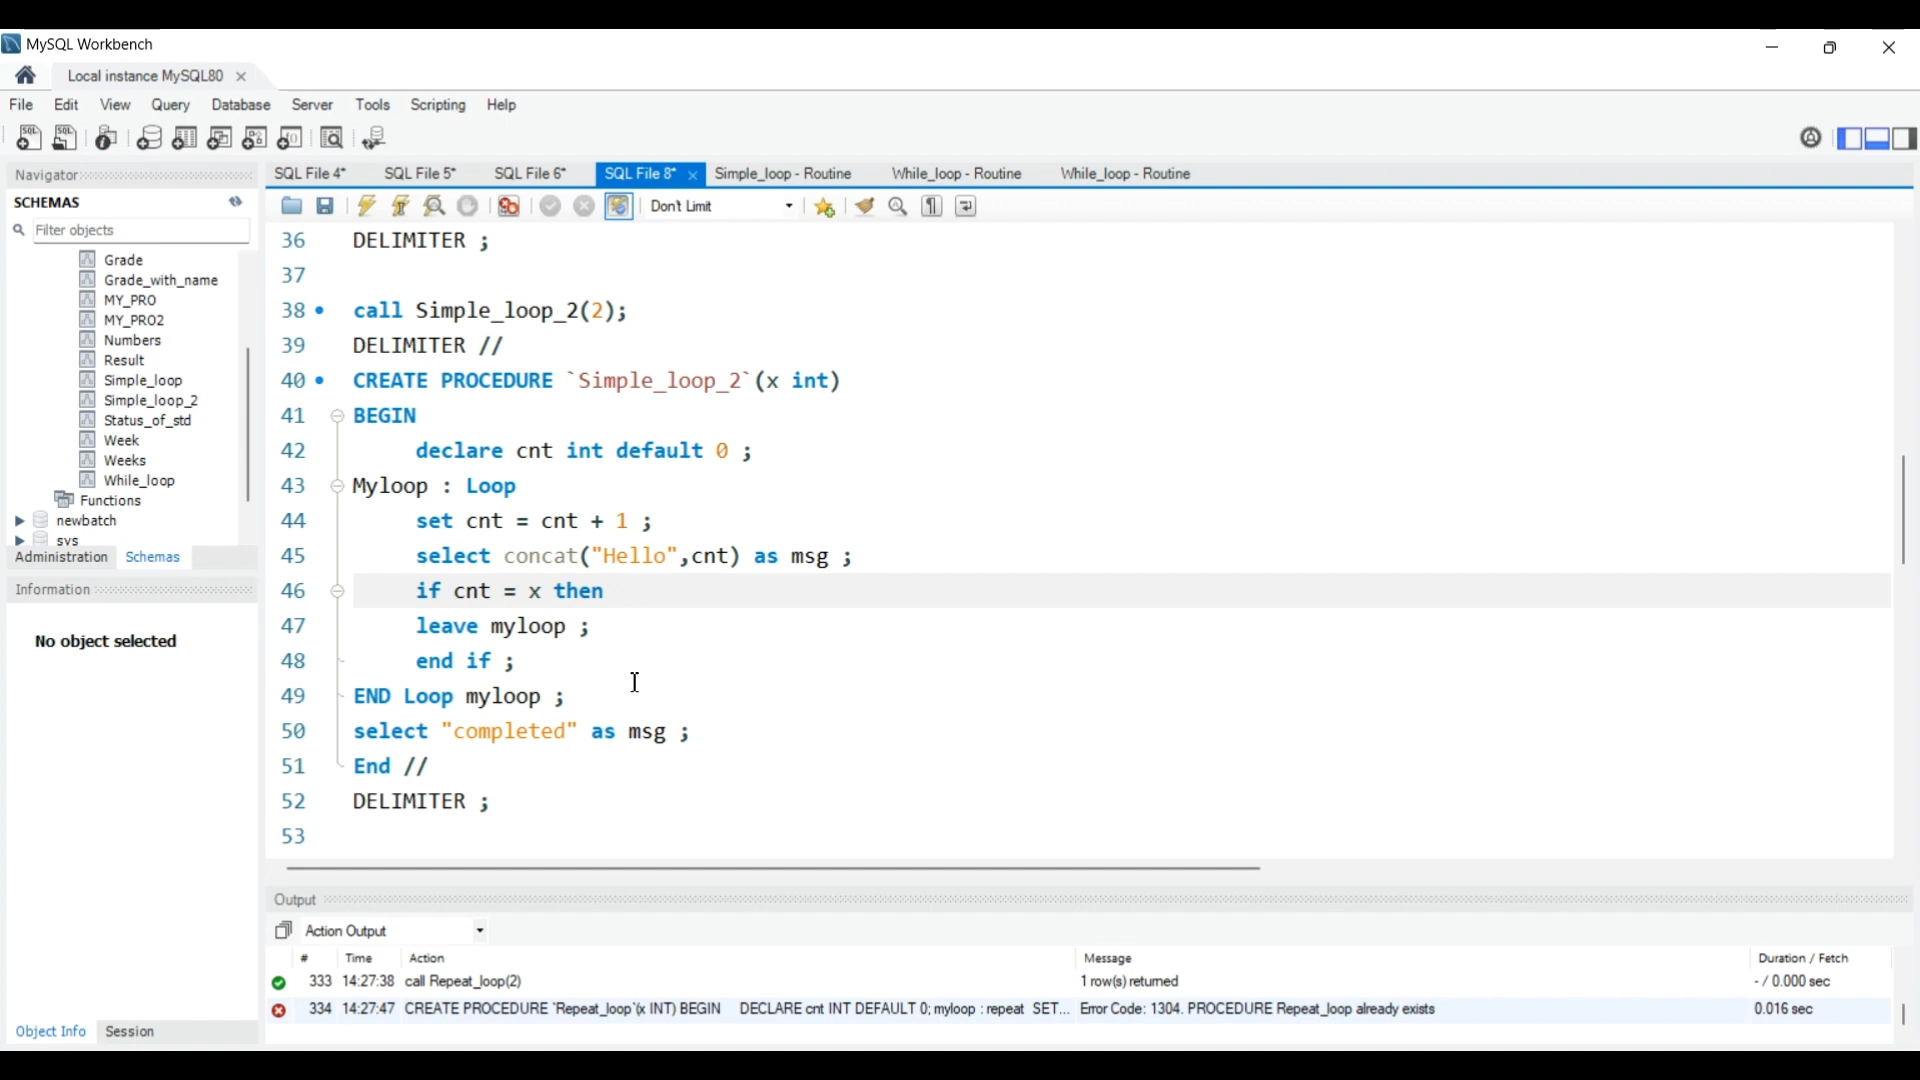 MySQL Workbench
Local instance MySQL80
File Edit View Query Database Server Tools Scripting Help
Navigator
SCHEMAS
Filter objects
Grade
Grade_with_name
MY_PRO
MY_PRO2
Numbers
Result
Simple_loop
Simple_loop_2
Status_of_std
Week
Weeks
While_loop
Functions
newbatch
sys
Administration Schemas
Information
No object selected
Object Info Session
SQL File 4* SQL File 5* SQL File 6* SQL File 8* Simple_loop - Routine While_loop - Routine While_loop - Routine
Don't Limit
36 DELIMITER ;
37
38 call Simple_loop_2(2);
39 DELIMITER //
40 CREATE PROCEDURE `Simple_loop_2`(x int)
41 BEGIN
42 declare cnt int default 0 ;
43 Myloop : Loop
44 set cnt = cnt + 1 ;
45 select concat("Hello",cnt) as msg ;
46 if cnt = x then
47 leave myloop ;
48 end if ;
49 END Loop myloop ;
50 select "completed" as msg ;
51 End //
52 DELIMITER ;
53
Output
Action Output
# Time Action Message Duration / Fetch
333 14:27:38 call Repeat_loop(2) 1 row(s) returned - / 0.000 sec
334 14:27:47 CREATE PROCEDURE `Repeat_loop`(x INT) BEGIN DECLARE cnt INT DEFAULT 0; myloop : repeat SET... Error Code: 1304. PROCEDURE Repeat_loop already exists 0.016 sec